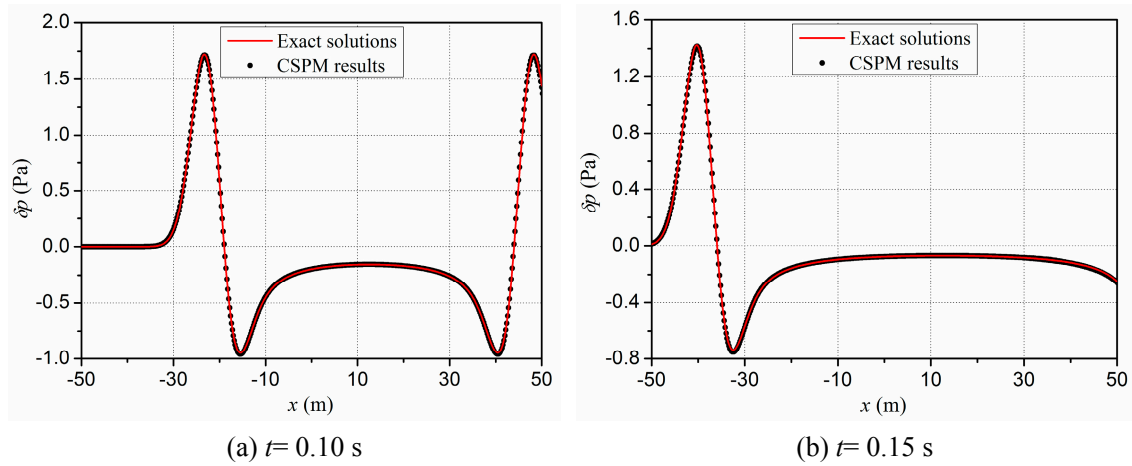 2.0
1.5
1.0
0.5
0.0
-0.5
-1.0
δp (Pa)
Exact solutions
CSPM results
-50 -30 -10 10 30 50
x (m)
(a) t= 0.10 s
1.6
1.2
0.8
0.4
0.0
-0.4
-0.8
δp (Pa)
Exact solutions
CSPM results
-50 -30 -10 10 30 50
x (m)
(b) t= 0.15 s